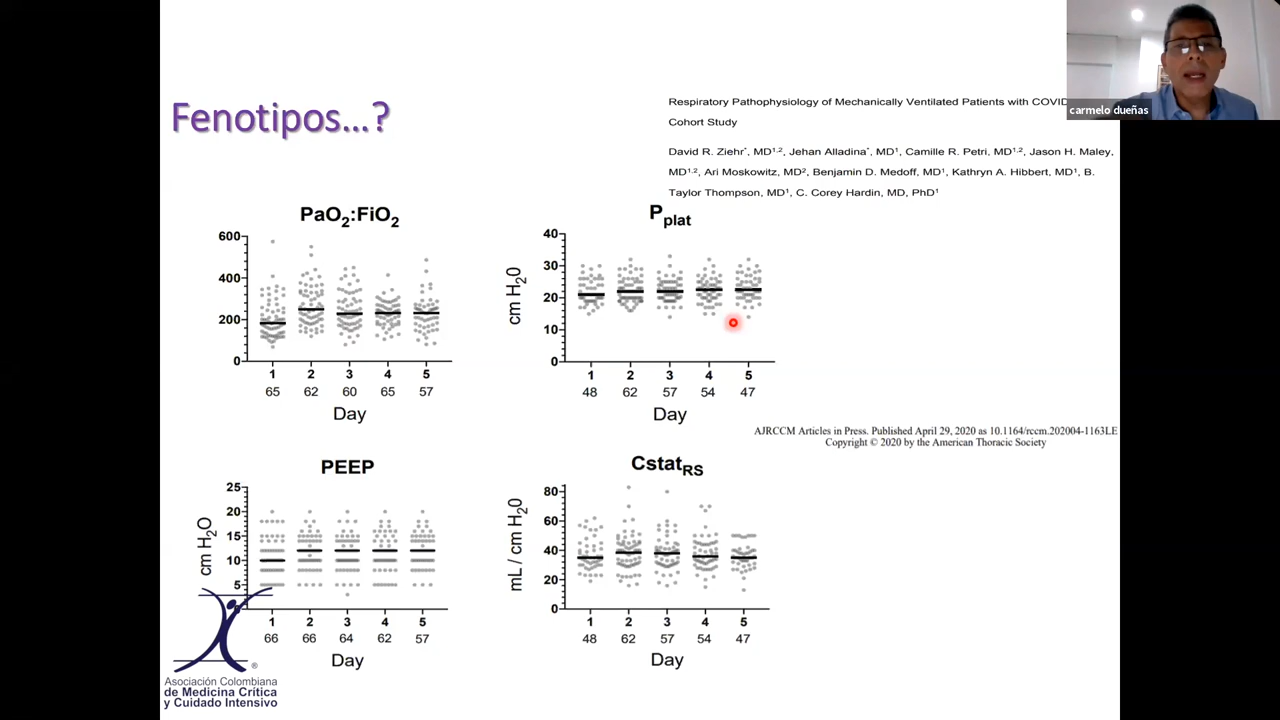 carmelo dueñas
Fenotipos...?
Respiratory Pathophysiology of Mechanically Ventilated Patients with COVID
Cohort Study
David R. Ziehr*, MD1,2, Jehan Alladina*, MD1, Camille R. Petri, MD1,2, Jason H. Maley,
MD1,2, Ari Moskowitz, MD2, Benjamin D. Medoff, MD1, Kathryn A. Hibbert, MD1, B.
Taylor Thompson, MD1, C. Corey Hardin, MD, PhD1
PaO2:FiO2
600
400
200
0
1 2 3 4 5
65 62 60 65 57
Day
Pplat
cm H20
40
30
20
10
0
1 2 3 4 5
48 62 57 54 47
Day
AJRCCM Articles in Press. Published April 29, 2020 as 10.1164/rccm.202004-1163LE
Copyright © 2020 by the American Thoracic Society
PEEP
cm H2O
25
20
15
10
5
1 2 3 4 5
66 66 64 62 57
Day
CstatRS
mL / cm H20
80
60
40
20
0
1 2 3 4 5
48 62 57 54 47
Day
®
Asociación Colombiana
de Medicina Crítica
y Cuidado Intensivo